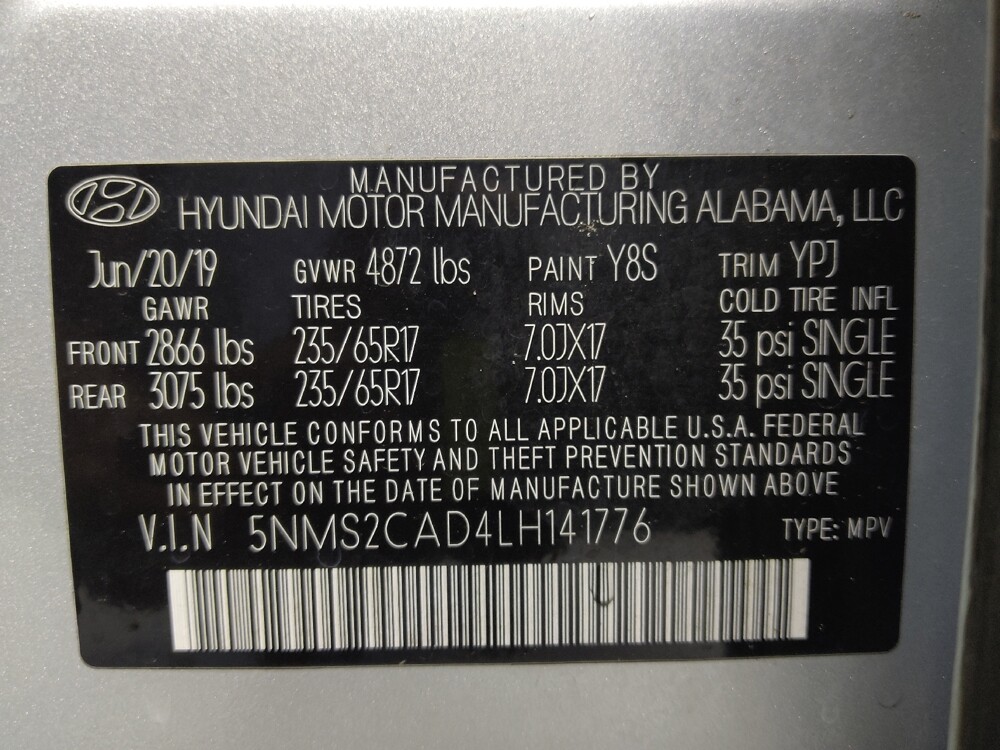 MANUFACTURED BY
HYUNDAI MOTOR MANUFACTURING ALABAMA, LLC
Jun/20/19 GVWR 4872 lbs PAINT Y8S TRIM YPJ
GAWR TIRES RIMS COLD TIRE INFL
FRONT 2866 lbs 235/65R17 7.0JX17 35 psi SINGLE
REAR 3075 lbs 235/65R17 7.0JX17 35 psi SINGLE
THIS VEHICLE CONFORMS TO ALL APPLICABLE U.S.A. FEDERAL
MOTOR VEHICLE SAFETY AND THEFT PREVENTION STANDARDS
IN EFFECT ON THE DATE OF MANUFACTURE SHOWN ABOVE
V.I.N 5NMS2CAD4LH141776 TYPE: MPV